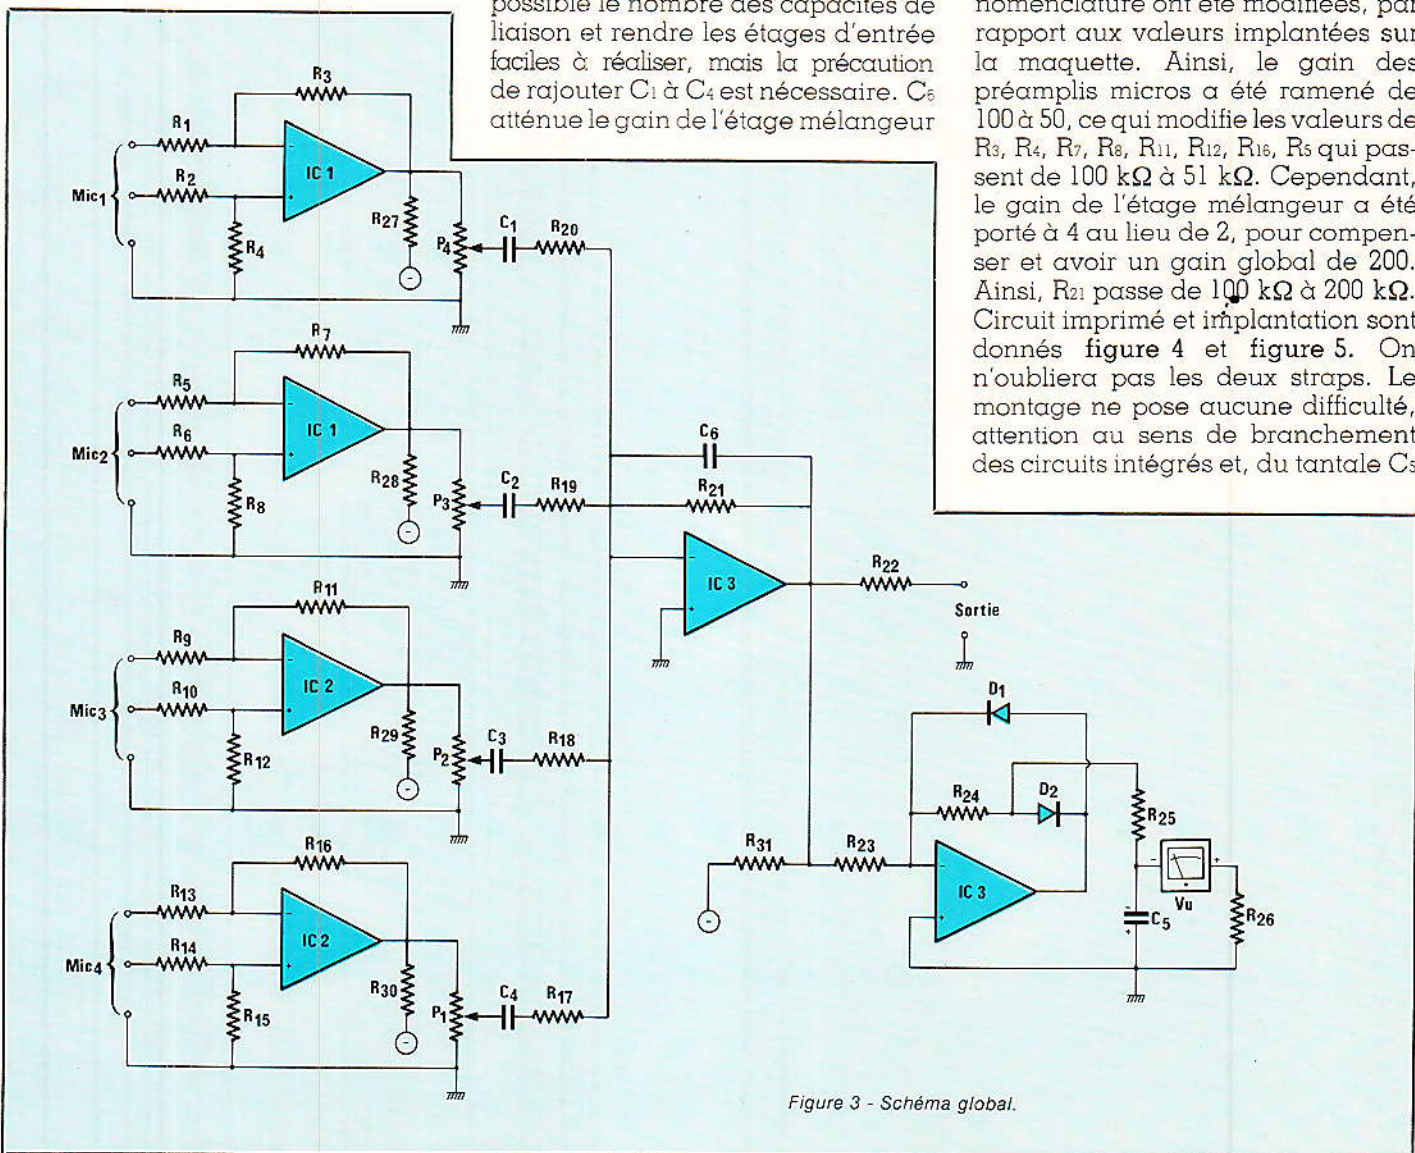 possible le nombre des capacités de
liaison et rendre les étages d'entrée
faciles à réaliser, mais la précaution
de rajouter C1 à C4 est nécessaire. C6
atténue le gain de l'étage mélangeur
nomenclature ont été modifiées, par
rapport aux valeurs implantées sur
la maquette. Ainsi, le gain des
préamplis micros a été ramené de
100 à 50, ce qui modifie les valeurs de
R3, R4, R7, R8, R11, R12, R16, R5 qui pas-
sent de 100 kΩ à 51 kΩ. Cependant,
le gain de l'étage mélangeur a été
porté à 4 au lieu de 2, pour compen-
ser et avoir un gain global de 200.
Ainsi, R21 passe de 100 kΩ à 200 kΩ.
Circuit imprimé et implantation sont
donnés figure 4 et figure 5. On
n'oubliera pas les deux straps. Le
montage ne pose aucune difficulté,
attention au sens de branchement
des circuits intégrés et, du tantale C5
R3
R1
R2
Mic1
IC 1
R4
R27
P4
C1
R20
-
+
-
R7
R5
R6
Mic2
IC 1
R8
R28
P3
C2
R19
-
+
-
C6
R21
IC 3
-
+
R22
Sortie
R11
R9
R10
Mic3
IC 2
R12
R29
P2
C3
R18
-
+
-
D1
R24
D2
R25
R31
R23
IC 3
-
+
-
- +
Vu
-
C5
+
R26
R16
R13
R14
Mic4
IC 2
R15
R30
P1
C4
R17
-
+
-
Figure 3 - Schéma global.